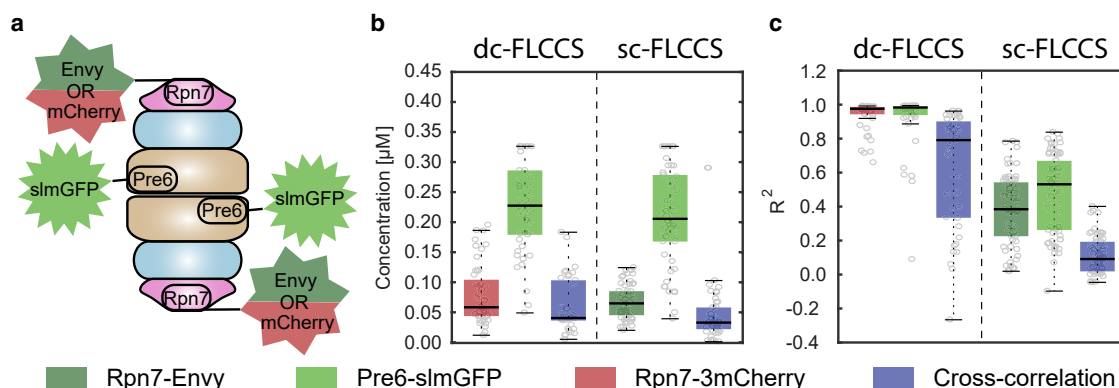 a
Envy
OR
mCherry
Rpn7
slmGFP
Pre6
Pre6
slmGFP
Rpn7
Envy
OR
mCherry
b
dc-FLCCS
sc-FLCCS
Concentration [µM]
0.45
0.40
0.35
0.30
0.25
0.20
0.15
0.10
0.05
0.00
c
dc-FLCCS
sc-FLCCS
R²
1.2
1.0
0.8
0.6
0.4
0.2
0.0
-0.2
-0.4
Rpn7-Envy
Pre6-slmGFP
Rpn7-3mCherry
Cross-correlation